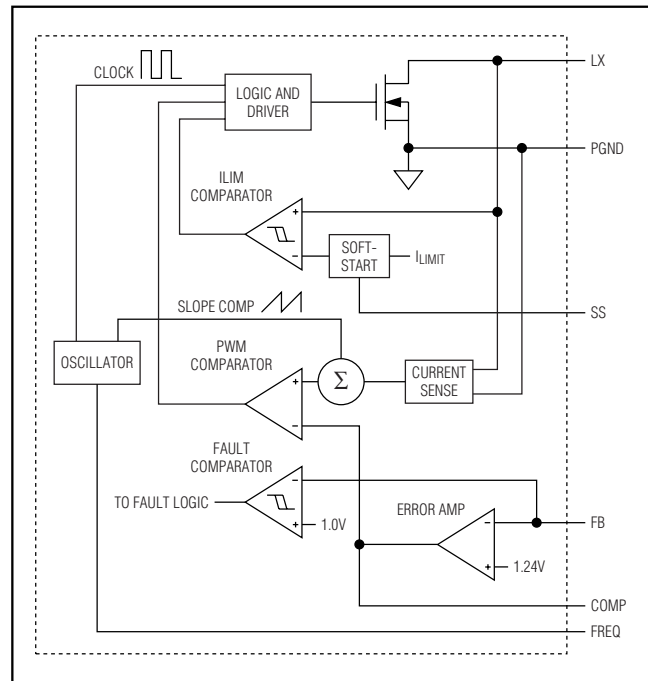 CLOCK
LOGIC AND
DRIVER
LX
PGND
ILIM
COMPARATOR
+
−
SOFT-
START
ILIMIT
SS
SLOPE COMP
OSCILLATOR
PWM
COMPARATOR
+
−
Σ
CURRENT
SENSE
FAULT
COMPARATOR
TO FAULT LOGIC
−
+
1.0V
ERROR AMP
−
+
1.24V
FB
COMP
FREQ